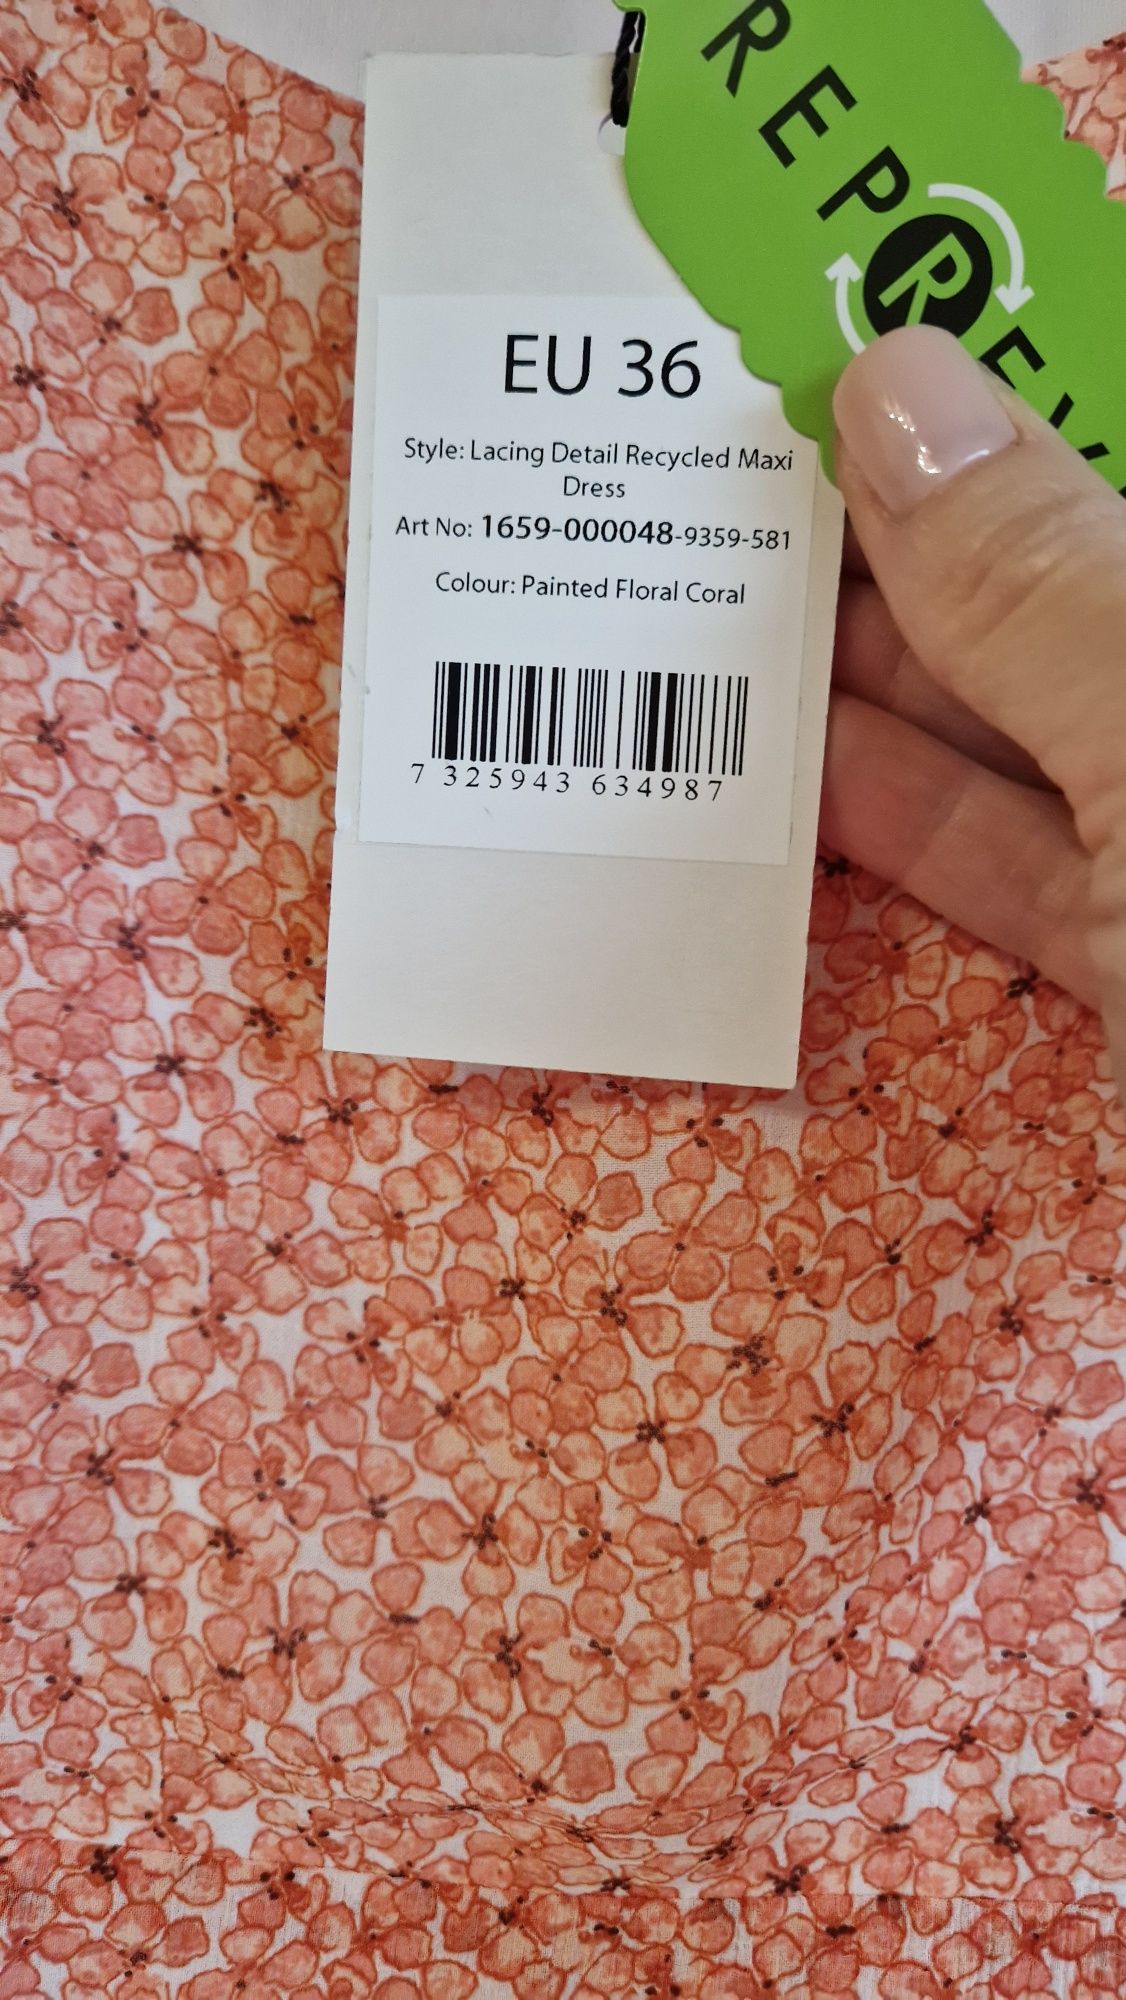 REPREV
EU 36
Style: Lacing Detail Recycled Maxi
Dress
Art No: 1659-000048-9359-581
Colour: Painted Floral Coral
7 325943 634987